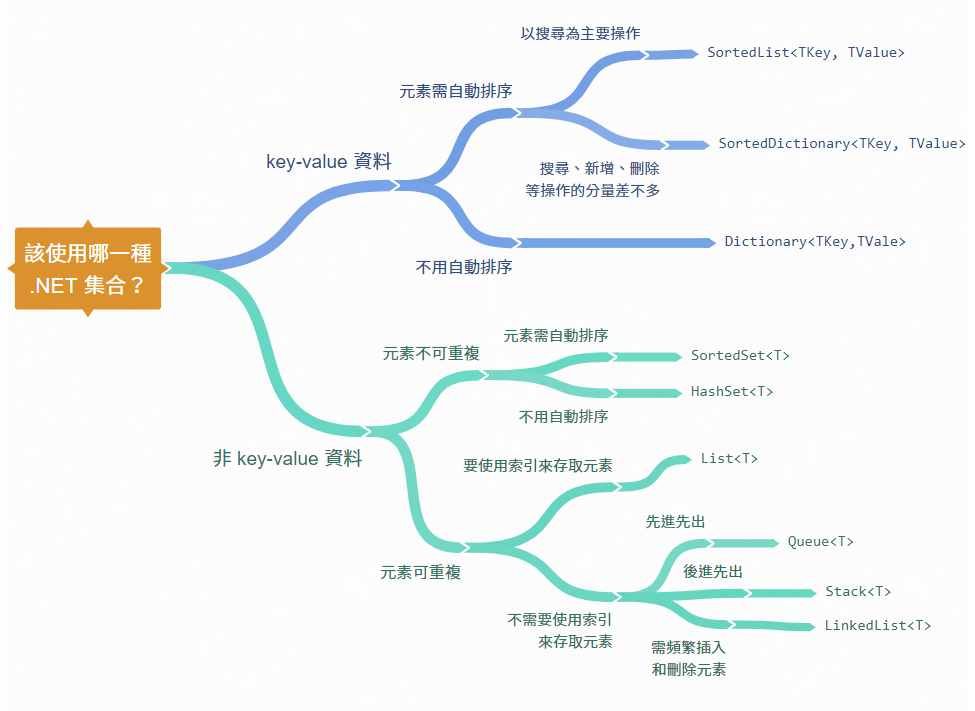 該使用哪一種
.NET 集合？
key-value 資料
元素需自動排序
以搜尋為主要操作
SortedList<TKey, TValue>
搜尋、新增、刪除
等操作的分量差不多
SortedDictionary<TKey, TValue>
不用自動排序
Dictionary<TKey,TVale>
非 key-value 資料
元素不可重複
元素需自動排序
SortedSet<T>
不用自動排序
HashSet<T>
元素可重複
要使用索引來存取元素
List<T>
不需要使用索引
來存取元素
先進先出
Queue<T>
後進先出
Stack<T>
需頻繁插入
和刪除元素
LinkedList<T>